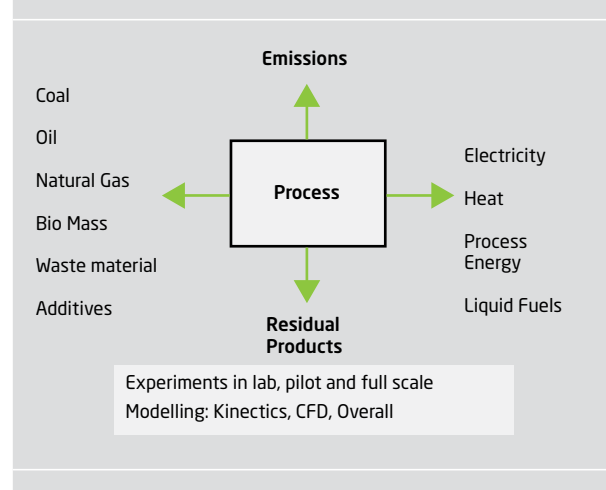 Emissions
Coal
Oil
Natural Gas
Bio Mass
Waste material
Additives
Process
Electricity
Heat
Process
Energy
Liquid Fuels
Residual
Products
Experiments in lab, pilot and full scale
Modelling: Kinectics, CFD, Overall